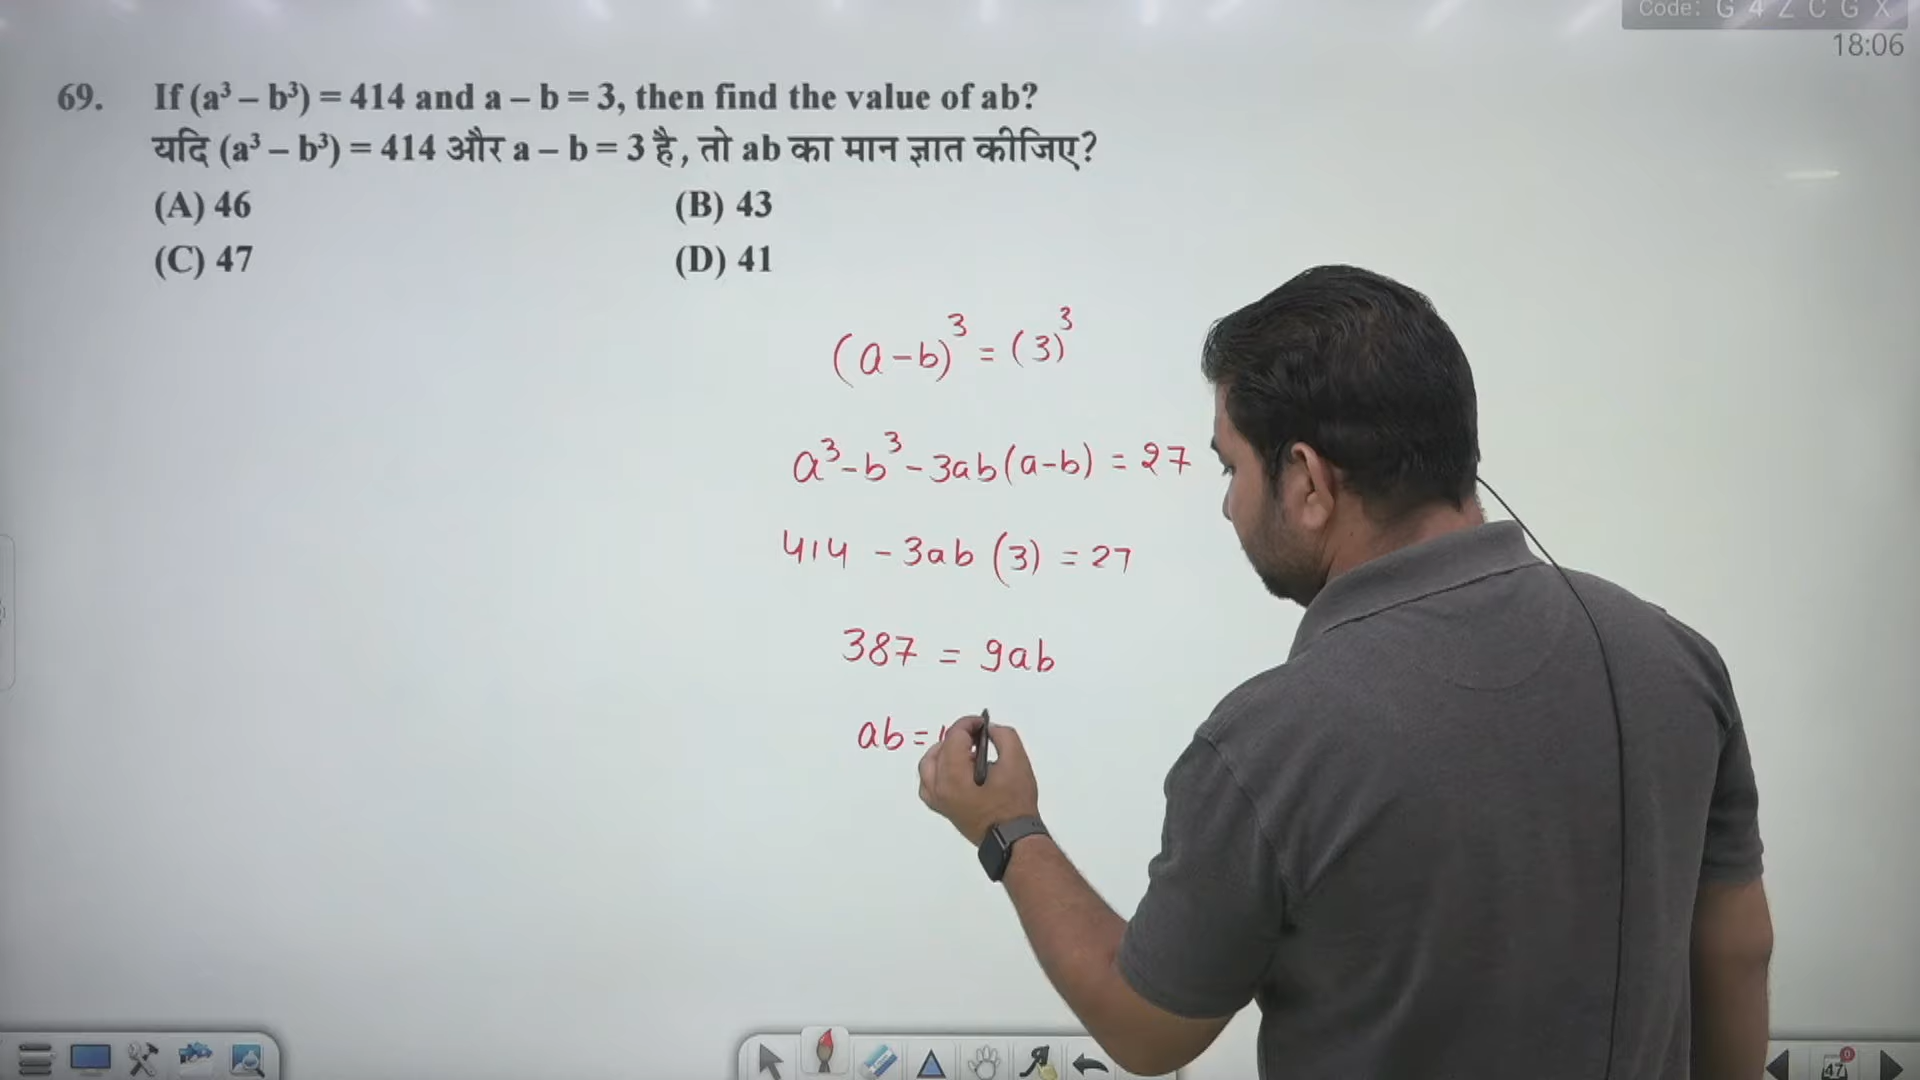 Code: G 4 Z C G X
18:06
69. If (a³ – b³) = 414 and a – b = 3, then find the value of ab?
यदि (a³ – b³) = 414 और a – b = 3 है, तो ab का मान ज्ञात कीजिए?
(A) 46 (B) 43
(C) 47 (D) 41
(a-b)³ = (3)³
a³-b³-3ab(a-b) = 27
414 - 3ab (3) = 27
387 = 9ab
ab=
47